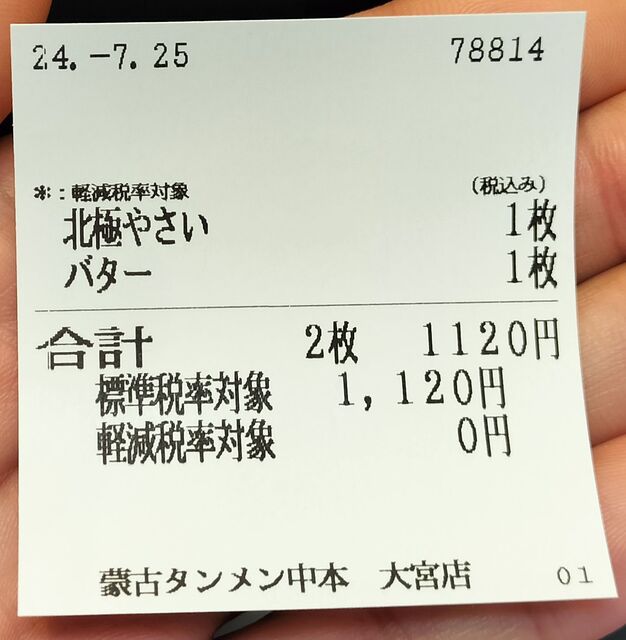 24.-7.25 78814
*:軽減税率対象 (税込み)
北極やさい 1枚
バター 1枚
合計 2枚 1120円
標準税率対象 1,120円
軽減税率対象 0円
蒙古タンメン中本 大宮店 01